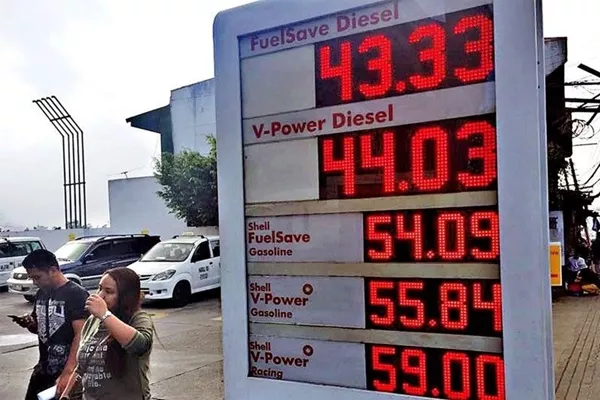 FuelSave Diesel
43.33
V-Power Diesel
44.03
Shell
FuelSave
Gasoline
54.09
Shell
V-Power
Gasoline
55.84
Shell
V-Power
Racing
59.00